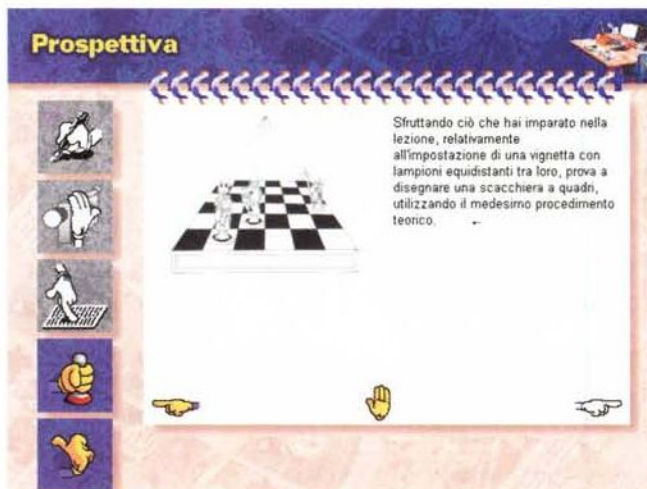 Prospettiva
Sfruttando ciò che hai imparato nella
lezione, relativamente
all'impostazione di una vignetta con
lampioni equidistanti tra loro, prova a
disegnare una scacchiera a quadri,
utilizzando il medesimo procedimento
teorico.